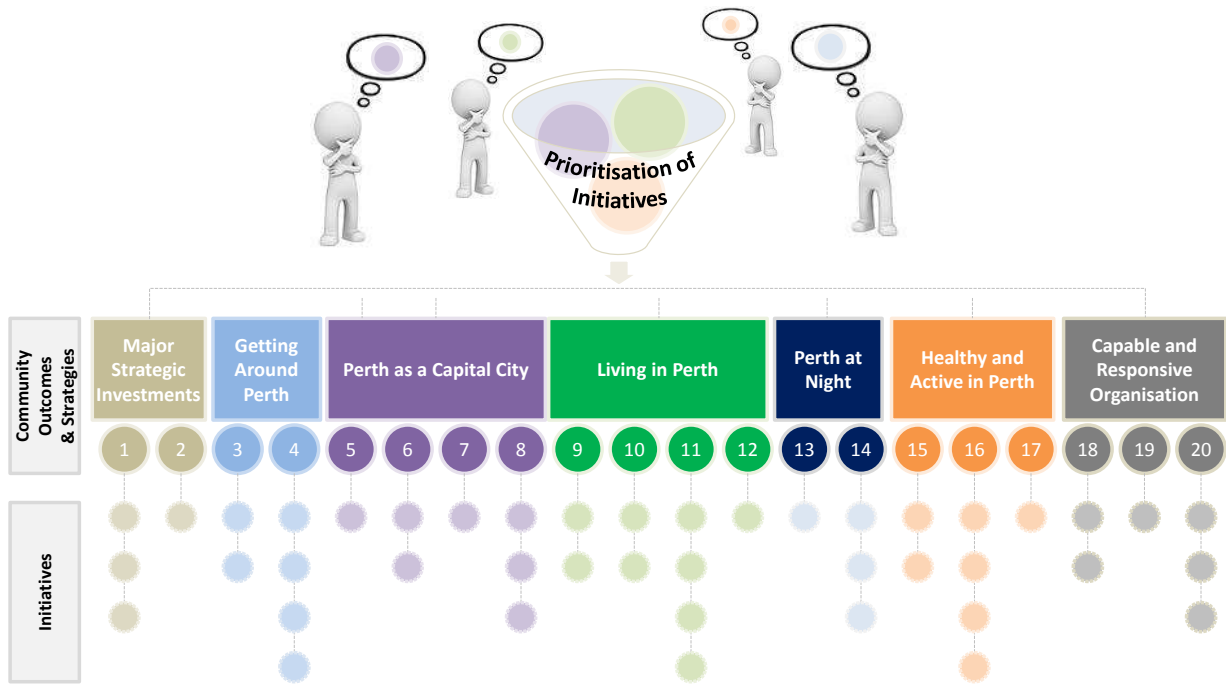 Prioritisation of
Initiatives
Community
Outcomes
& Strategies
Major
Strategic
Investments
Getting
Around
Perth
Perth as a Capital City
Living in Perth
Perth at
Night
Healthy and
Active in Perth
Capable and
Responsive
Organisation
1 2 3 4 5 6 7 8 9 10 11 12 13 14 15 16 17 18 19 20
Initiatives